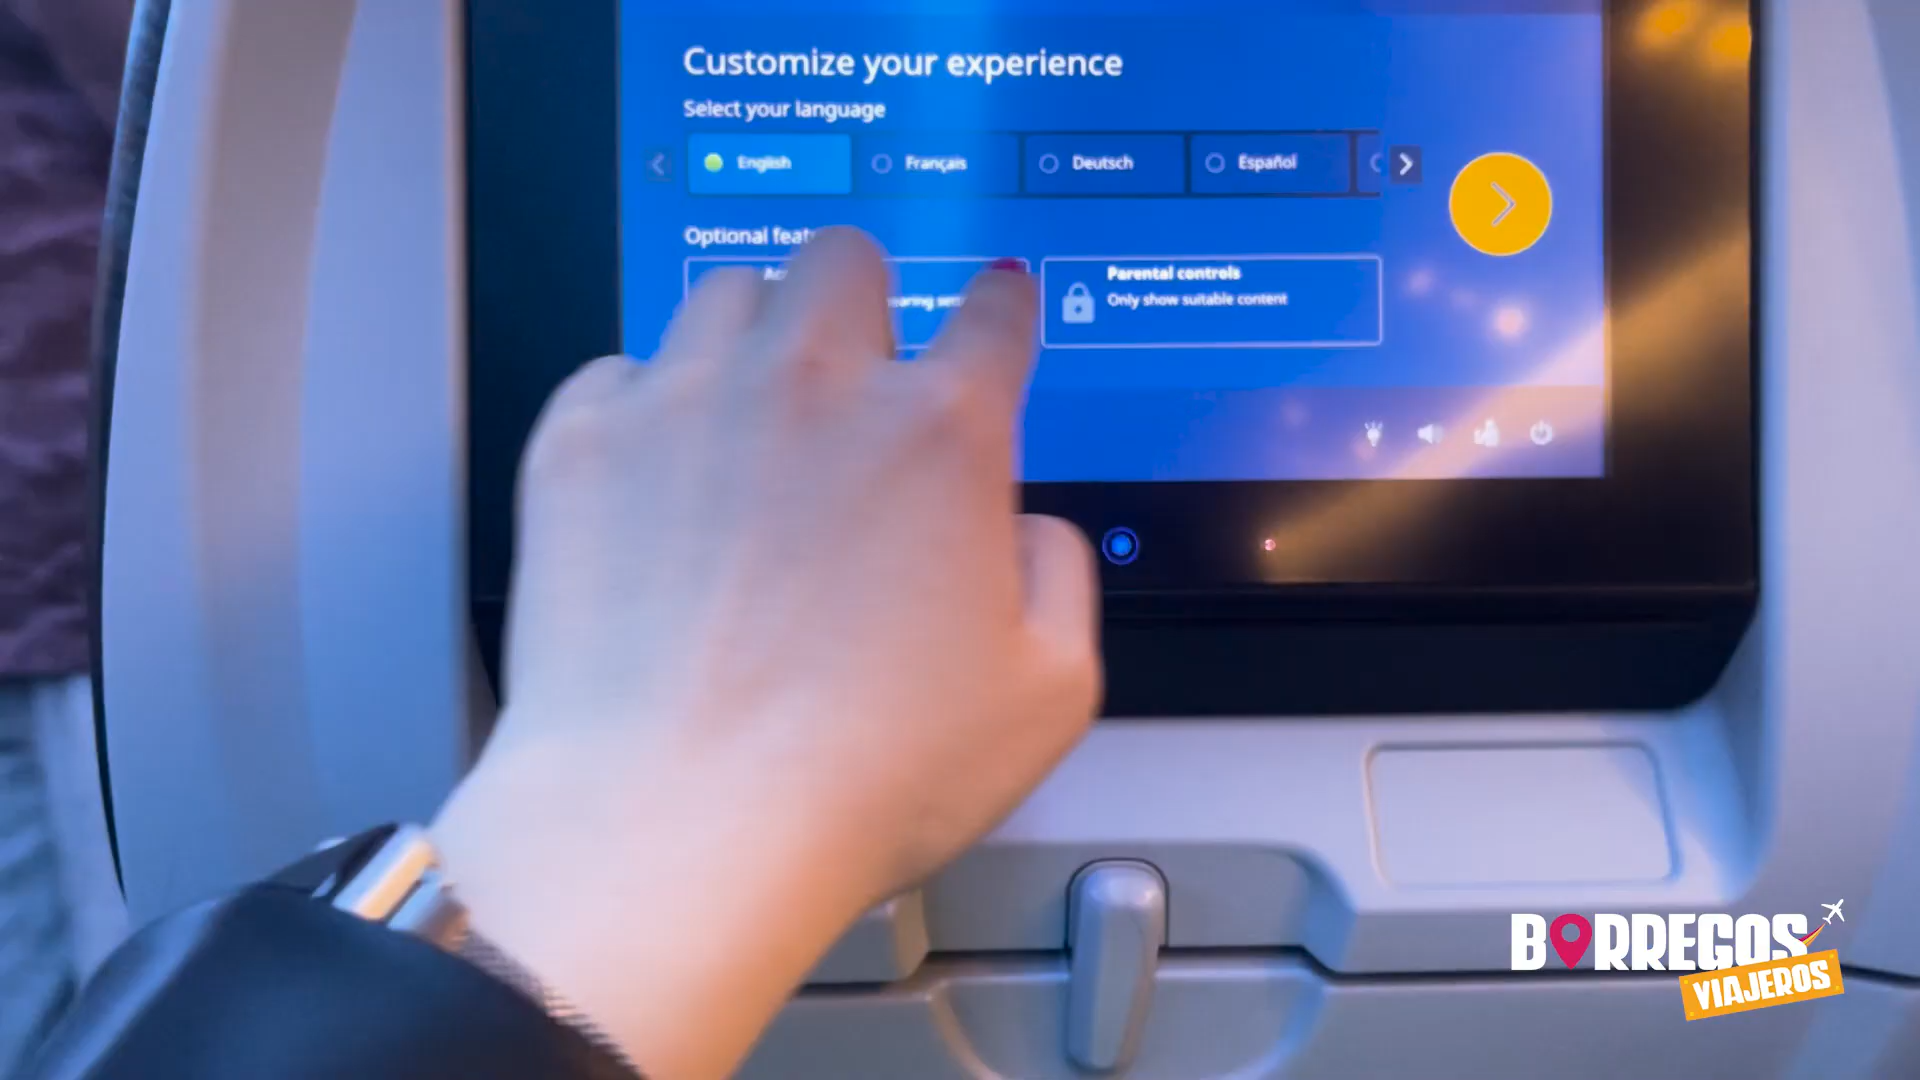 Customize your experience
Select your language
English
Français
Deutsch
Español
Optional
Parental controls
Only show suitable content
BORREGOS
VIAJEROS